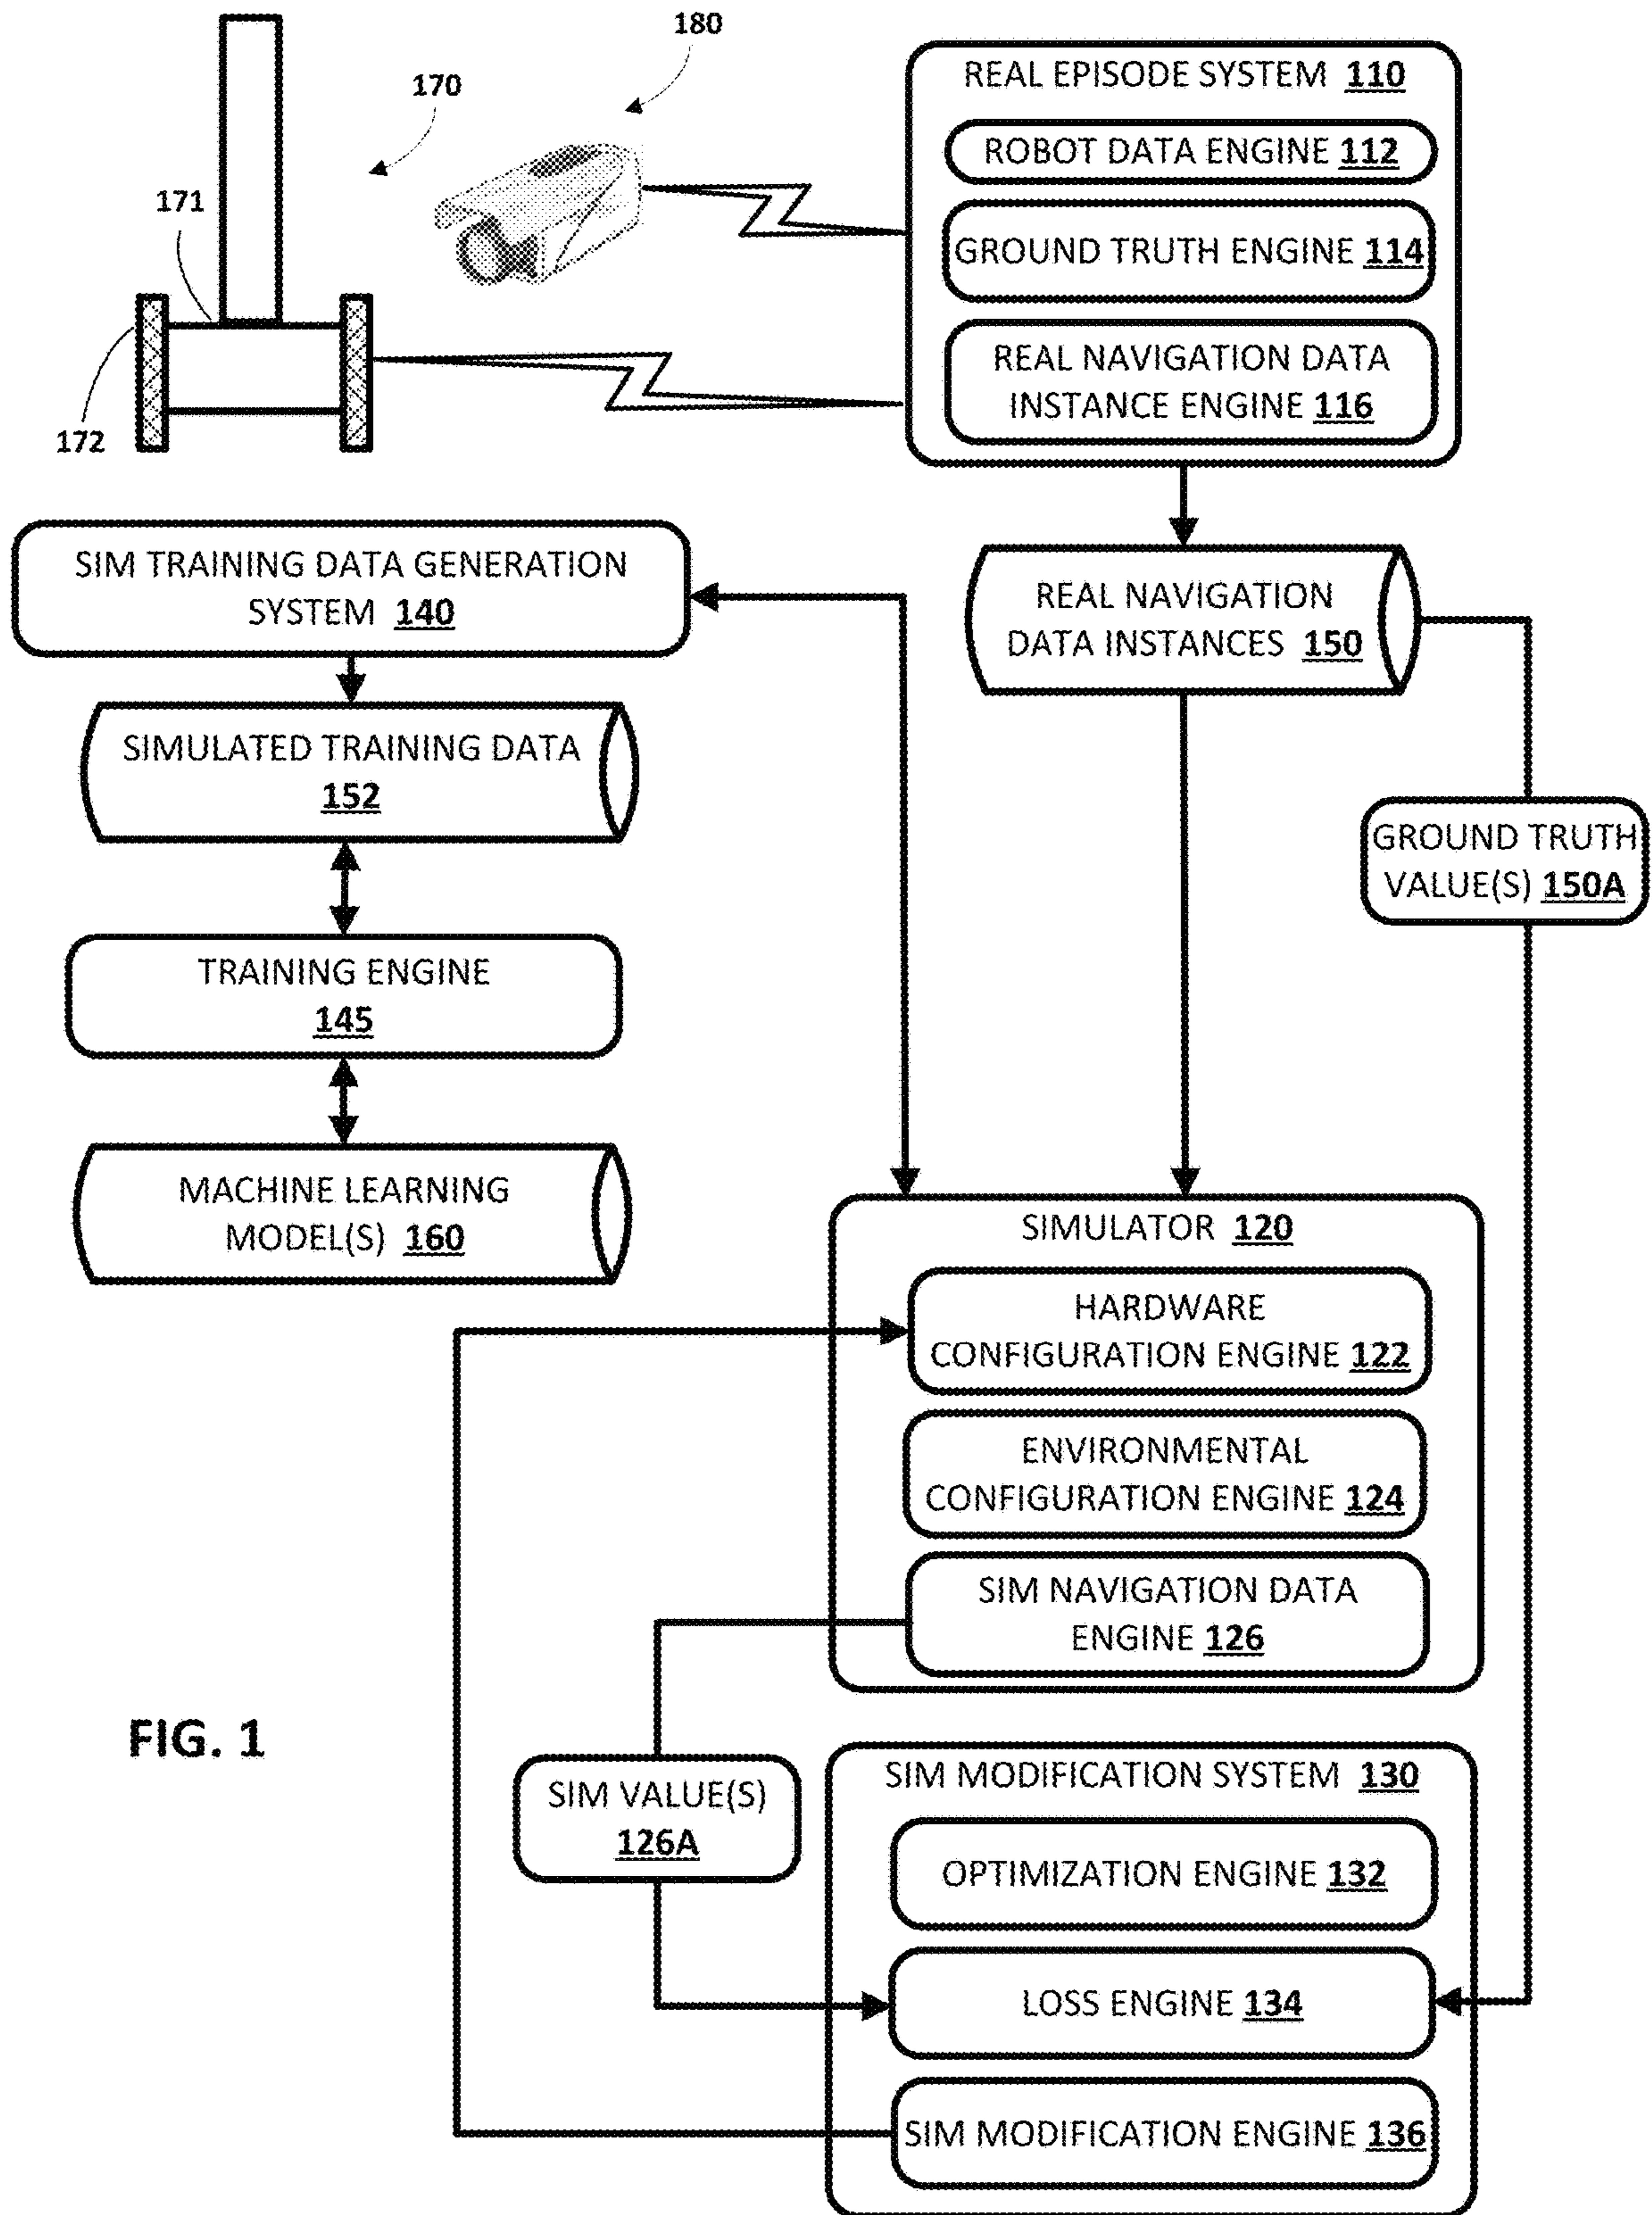 180
170
171
172
REAL EPISODE SYSTEM 110
ROBOT DATA ENGINE 112
GROUND TRUTH ENGINE 114
REAL NAVIGATION DATA
INSTANCE ENGINE 116
SIM TRAINING DATA GENERATION
SYSTEM 140
REAL NAVIGATION
DATA INSTANCES 150
SIMULATED TRAINING DATA
152
GROUND TRUTH
VALUE(S) 150A
TRAINING ENGINE
145
MACHINE LEARNING
MODEL(S) 160
SIMULATOR 120
HARDWARE
CONFIGURATION ENGINE 122
ENVIRONMENTAL
CONFIGURATION ENGINE 124
SIM NAVIGATION DATA
ENGINE 126
FIG. 1
SIM VALUE(S)
126A
SIM MODIFICATION SYSTEM 130
OPTIMIZATION ENGINE 132
LOSS ENGINE 134
SIM MODIFICATION ENGINE 136